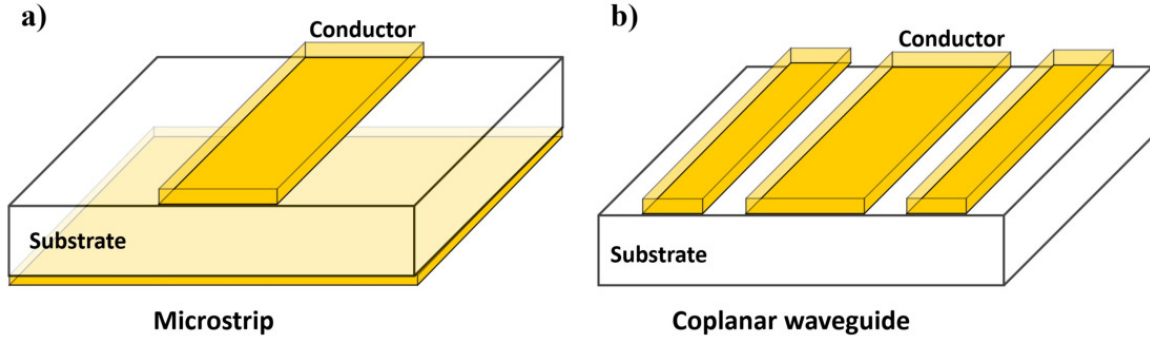 a)
Conductor
Substrate
Microstrip
b)
Conductor
Substrate
Coplanar waveguide